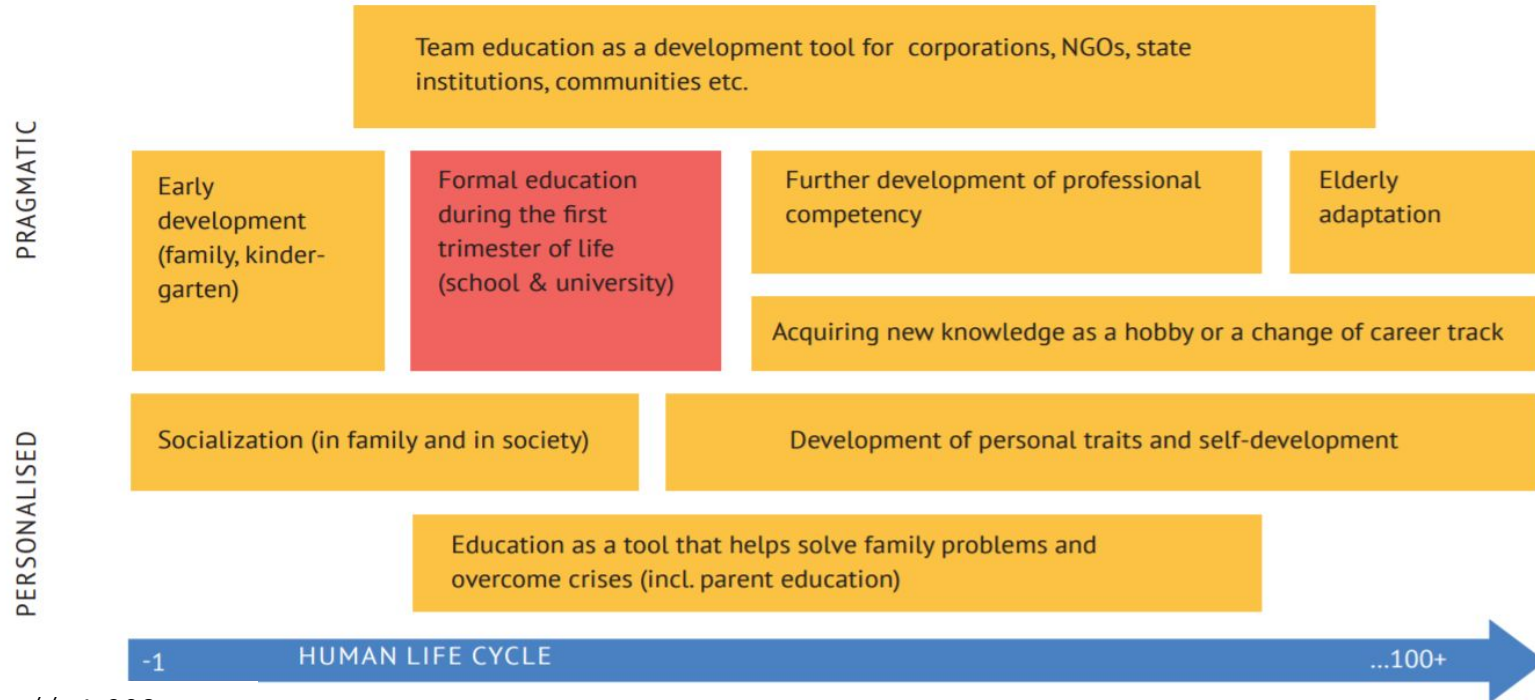 PRAGMATIC
Team education as a development tool for corporations, NGOs, state
institutions, communities etc.
Early
development
(family, kinder-
garten)
Formal education
during the first
trimester of life
(school & university)
Further development of professional
competency
Elderly
adaptation
Acquiring new knowledge as a hobby or a change of career track
PERSONALISED
Socialization (in family and in society)
Development of personal traits and self-development
Education as a tool that helps solve family problems and
overcome crises (incl. parent education)
-1
HUMAN LIFE CYCLE
...100+